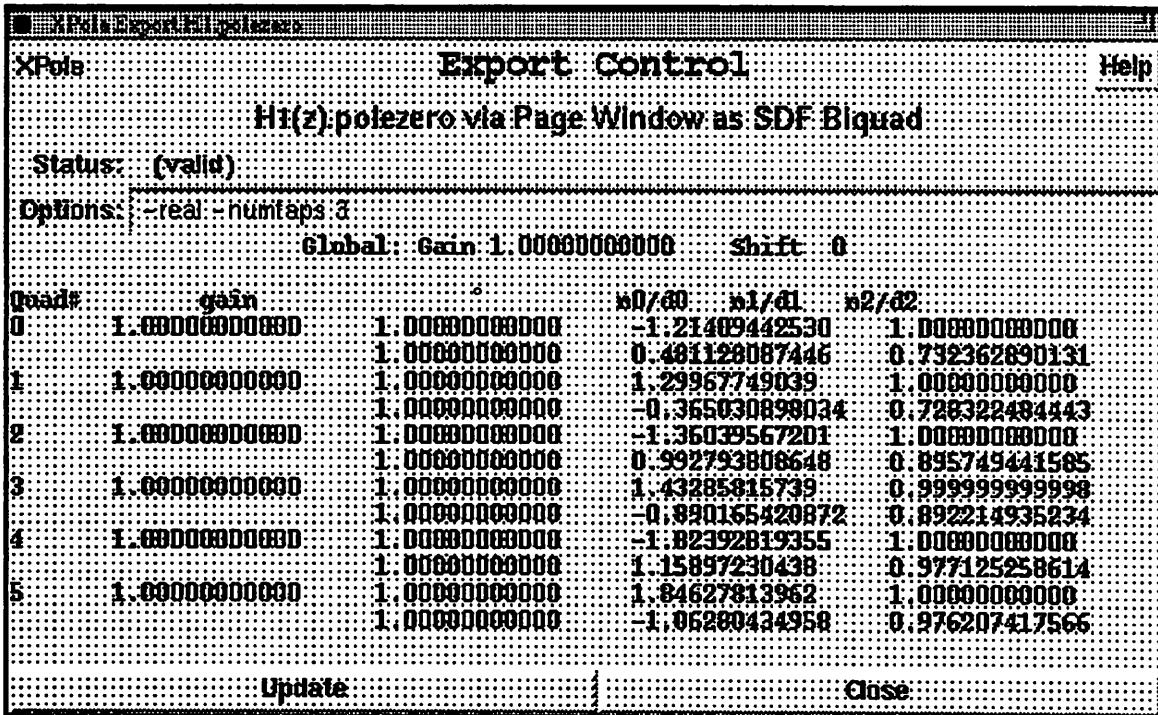 XPole Export H1.polezero
XPole Export Control Help
H1(z).polezero via Page Window as SDF Biquad
Status: (valid)
Options: -real -numtaps 3
Global: Gain 1.00000000000 Shift 0
Quad# gain n0/d0 n1/d1 n2/d2
0 1.00000000000 1.00000000000 -1.21409442530 1.00000000000
1.00000000000 0.481128087446 0.732362890131
1 1.00000000000 1.00000000000 1.29967749039 1.00000000000
1.00000000000 -0.365030898034 0.728322484443
2 1.00000000000 1.00000000000 -1.36039567201 1.00000000000
1.00000000000 0.992793808648 0.895749441585
3 1.00000000000 1.00000000000 1.43285815739 0.999999999998
1.00000000000 -0.890165420872 0.892214935234
4 1.00000000000 1.00000000000 -1.82392819355 1.00000000000
1.00000000000 1.15897230438 0.977125258614
5 1.00000000000 1.00000000000 1.84627813962 1.00000000000
1.00000000000 -1.06280434958 0.976207417566
Update Close